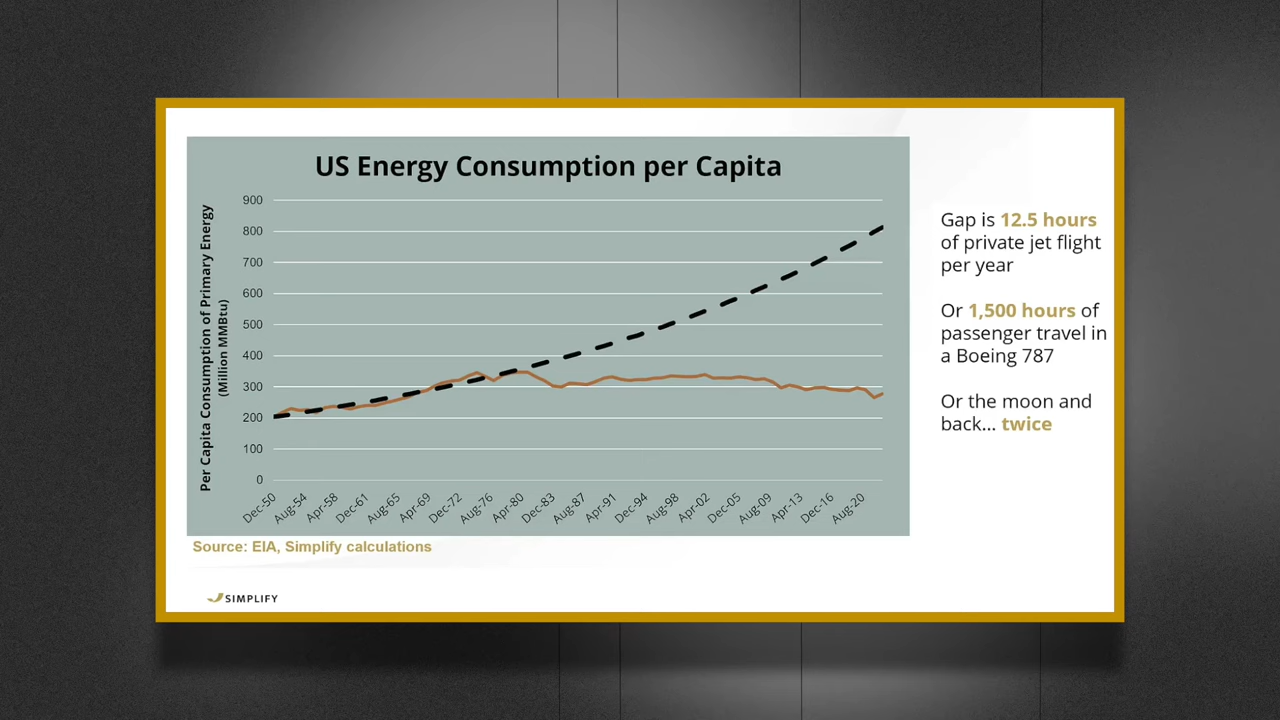 US Energy Consumption per Capita
Per Capita Consumption of Primary Energy
(Million MMBtu)
900
800
700
600
500
400
300
200
100
0
Dec-50
Aug-54
Apr-58
Dec-61
Aug-65
Apr-69
Dec-72
Aug-76
Apr-80
Dec-83
Aug-87
Apr-91
Dec-94
Aug-98
Apr-02
Dec-05
Aug-09
Apr-13
Dec-16
Aug-20
Gap is 12.5 hours
of private jet flight
per year
Or 1,500 hours of
passenger travel in
a Boeing 787
Or the moon and
back... twice
Source: EIA, Simplify calculations
SIMPLIFY